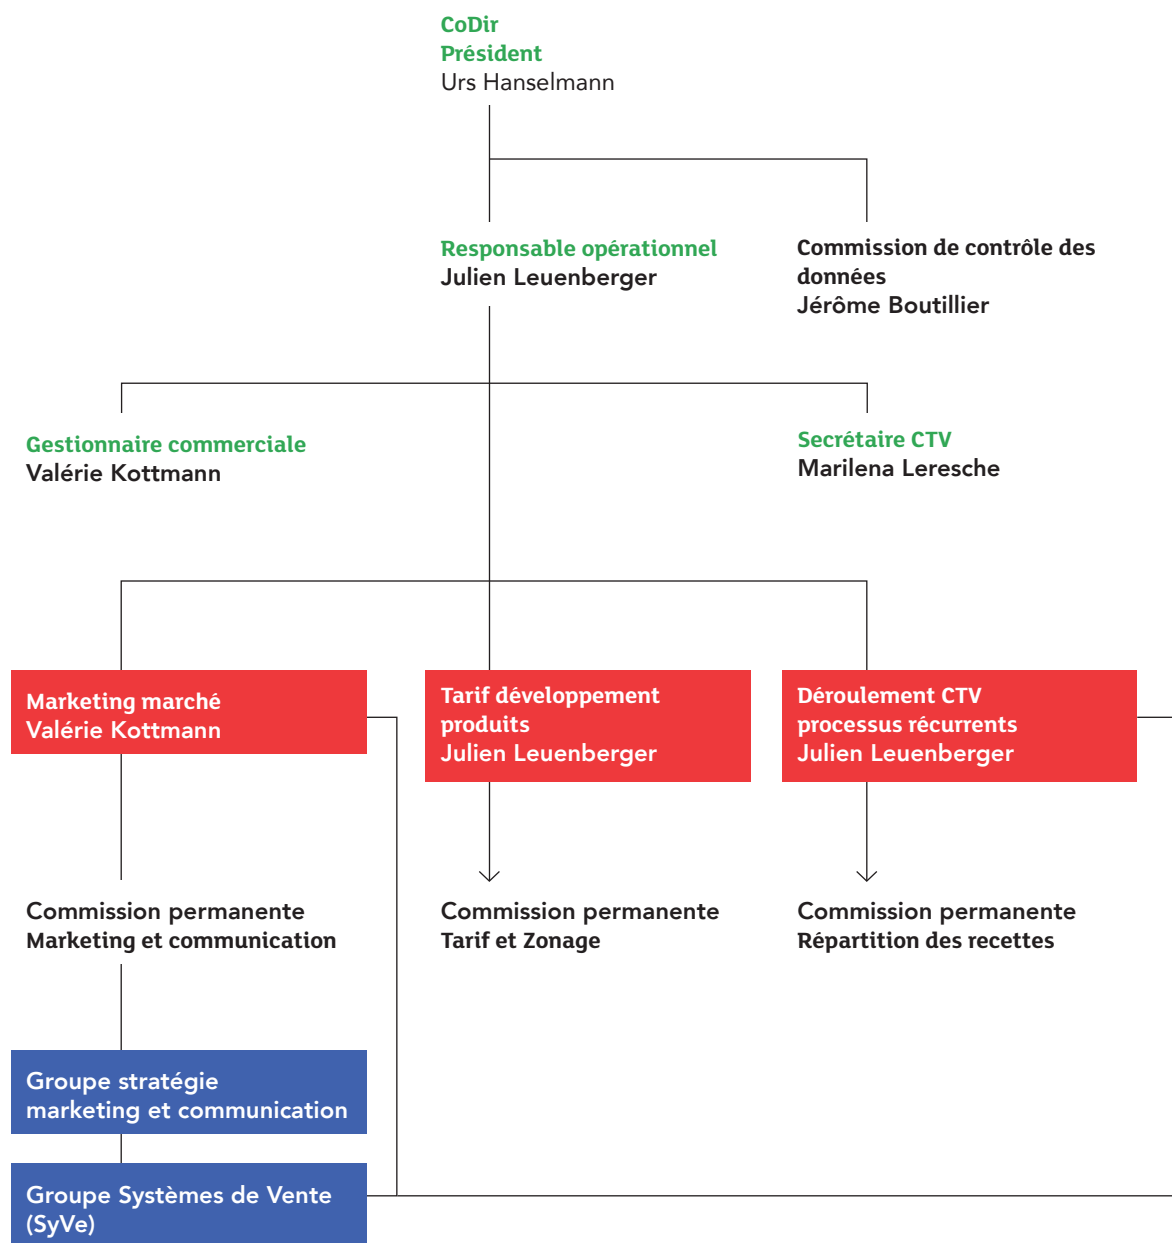 CoDir
Président
Urs Hanselmann
Responsable opérationnel
Julien Leuenberger
Commission de contrôle des
données
Jérôme Boutillier
Gestionnaire commerciale
Valérie Kottmann
Secrétaire CTV
Marilena Leresche
Marketing marché
Valérie Kottmann
Tarif développement
produits
Julien Leuenberger
Déroulement CTV
processus récurrents
Julien Leuenberger
Commission permanente
Marketing et communication
Commission permanente
Tarif et Zonage
Commission permanente
Répartition des recettes
Groupe stratégie
marketing et communication
Groupe Systèmes de Vente
(SyVe)